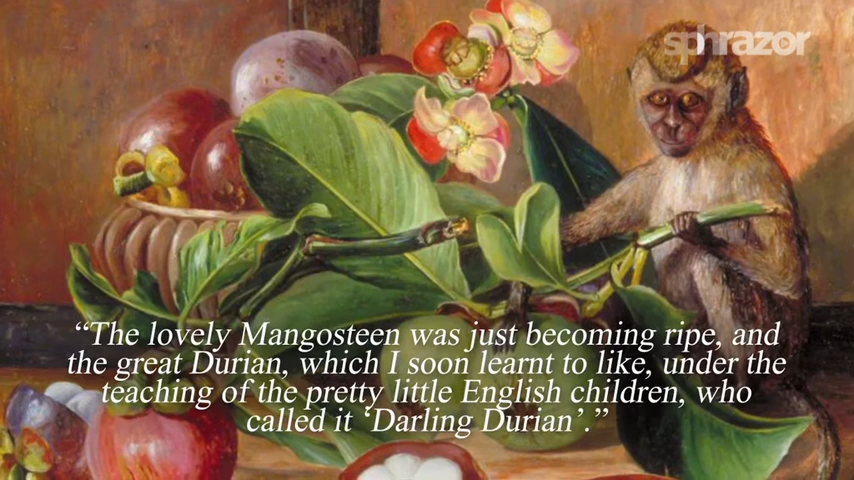 sphrazor
“The lovely Mangosteen was just becoming ripe, and
the great Durian, which I soon learnt to like, under the
teaching of the pretty little English children, who
called it ‘Darling Durian’.”